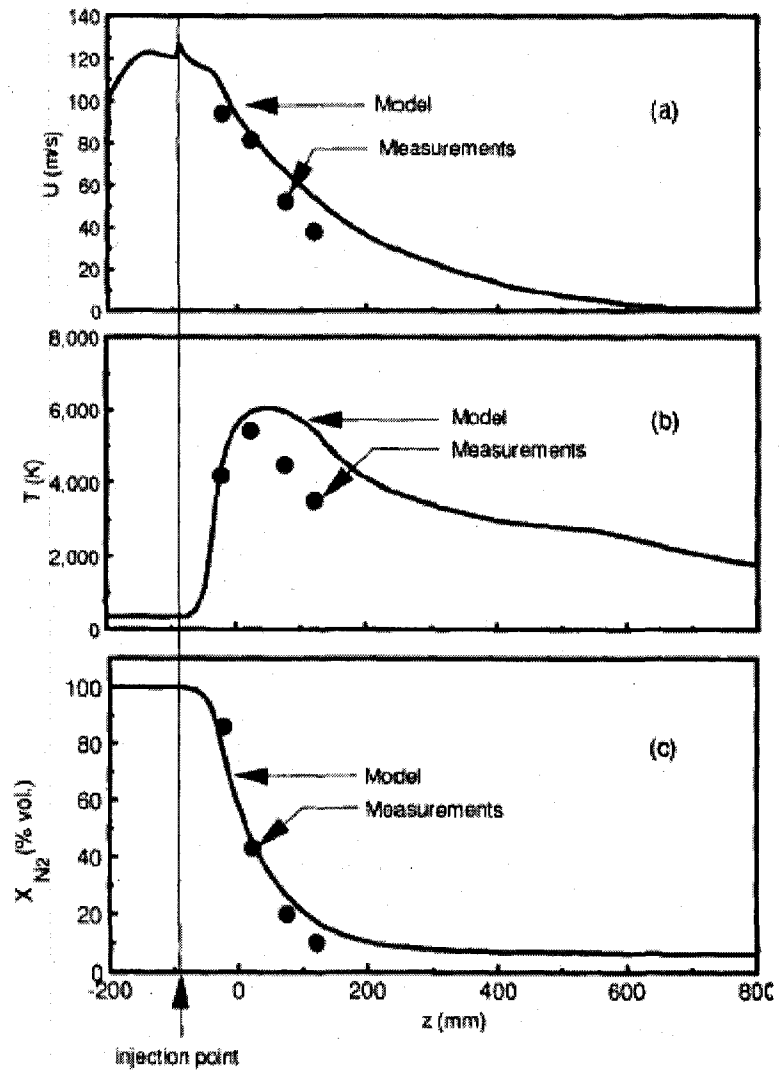 140
120
100
80
60
40
20
0
U (m/s)
Model
Measurements
(a)
8,000
6,000
4,000
2,000
0
T (K)
Model
Measurements
(b)
100
80
60
40
20
0
X N2 (% vol.)
Model
Measurements
(c)
-200 0 200 400 600 800
z (mm)
injection point